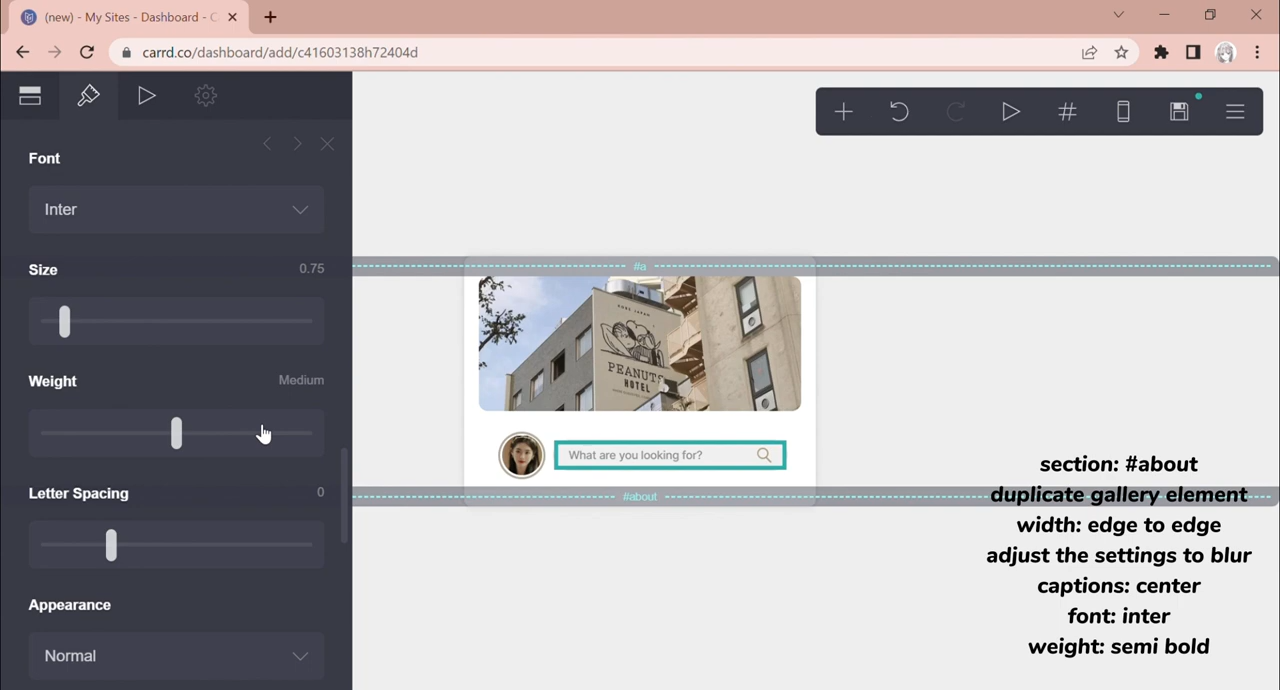 (new) - My Sites - Dashboard - C
carrd.co/dashboard/add/c41603138h72404d
Font
Inter
Size
0.75
Weight
Medium
Letter Spacing
0
Appearance
Normal
#a
PEANUTS
HOTEL
What are you looking for?
#about
section: #about
duplicate gallery element
width: edge to edge
adjust the settings to blur
captions: center
font: inter
weight: semi bold